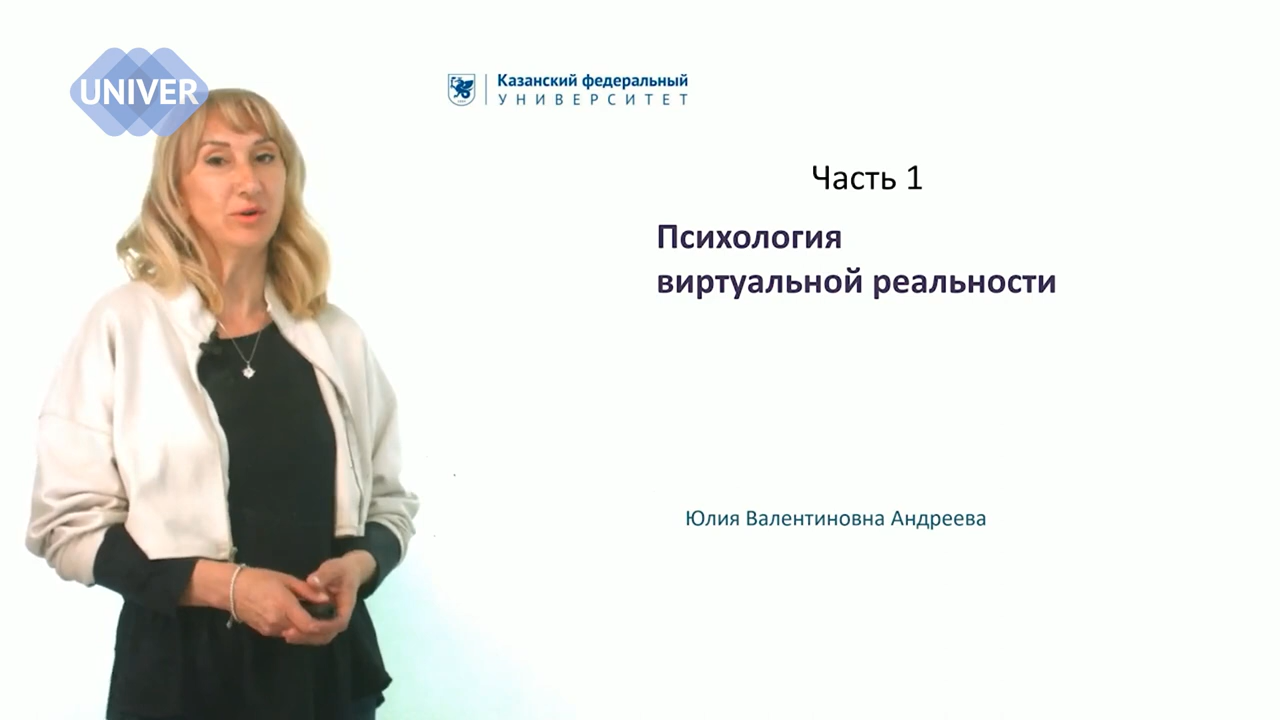 UNIVER
Казанский федеральный
УНИВЕРСИТЕТ
Часть 1
Психология
виртуальной реальности
Юлия Валентиновна Андреева